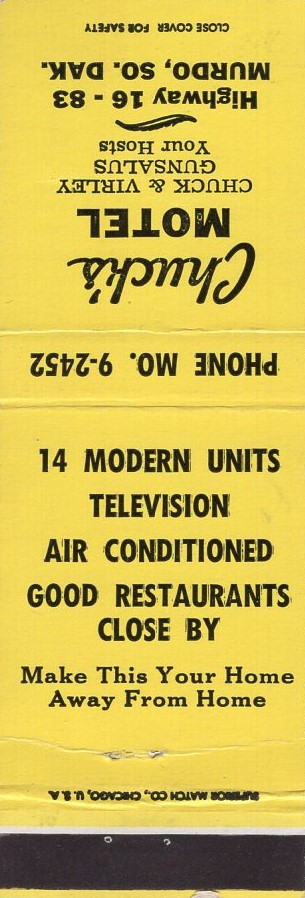 CLOSE COVER FOR SAFETY
Chuck's
MOTEL
CHUCK & VIRLEY
GUNSALUS
Your Hosts
Highway 16 - 83
MURDO, SO. DAK.
PHONE MO. 9-2452
14 MODERN UNITS
TELEVISION
AIR CONDITIONED
GOOD RESTAURANTS
CLOSE BY
Make This Your Home
Away From Home
SUPERIOR MATCH CO., CHICAGO, U. S. A.